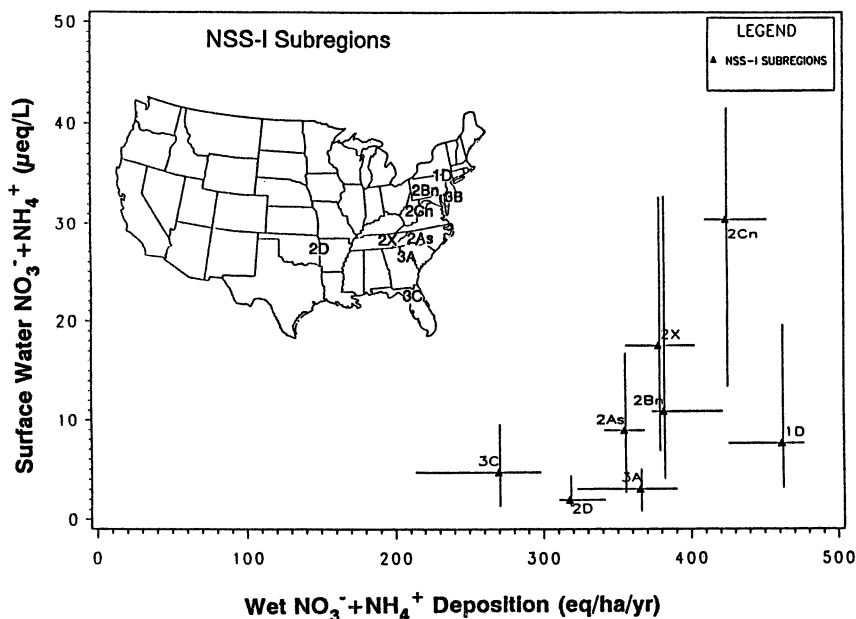 NSS-I Subregions
LEGEND
▲ NSS-I SUBREGIONS
Surface Water NO₃⁻+NH₄⁺ (μeq/L)
50
40
30
20
10
0
1D
2Bn
3B
2Cn
2X
2As
2D
3A
3C
2Cn
2X
2Bn
2As
1D
3C
3A
2D
0 100 200 300 400 500
Wet NO₃⁻+NH₄⁺ Deposition (eq/ha/yr)